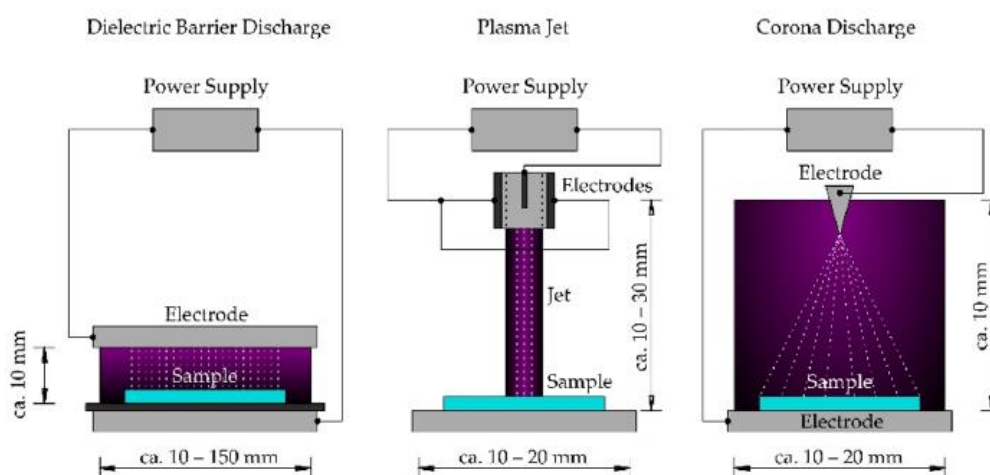 Dielectric Barrier Discharge
Power Supply
Electrode
Sample
ca. 10 mm
ca. 10 – 150 mm
Plasma Jet
Power Supply
Electrodes
Jet
Sample
ca. 10 – 30 mm
ca. 10 – 20 mm
Corona Discharge
Power Supply
Electrode
Sample
Electrode
ca. 10 mm
ca. 10 – 20 mm